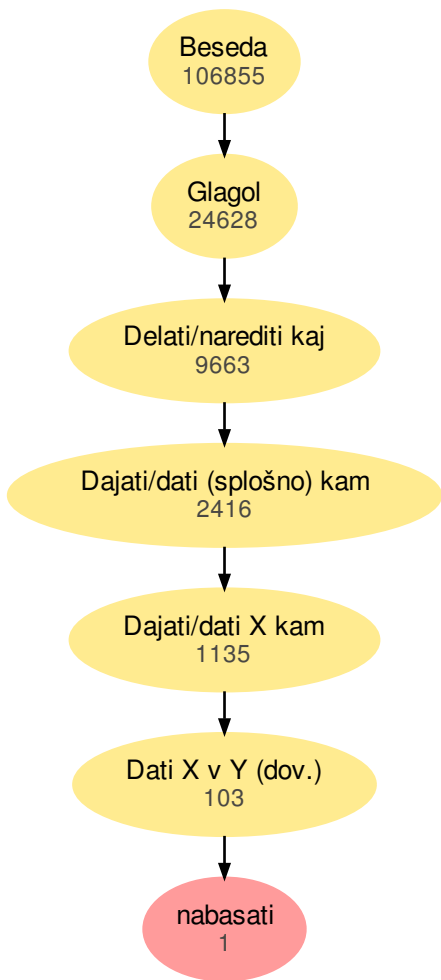 Beseda
106855
Glagol
24628
Delati/narediti kaj
9663
Dajati/dati (splošno) kam
2416
Dajati/dati X kam
1135
Dati X v Y (dov.)
103
nabasati
1